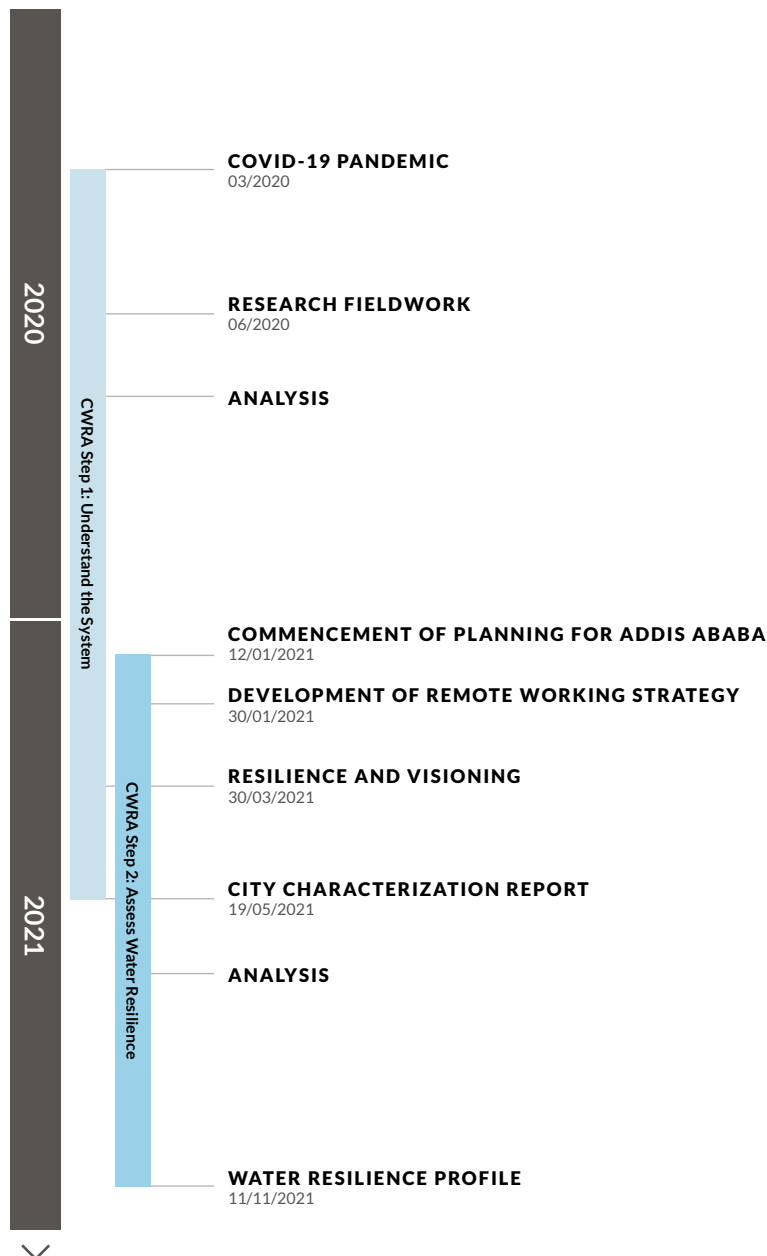 2020
2021
CWRA Step 1: Understand the System
CWRA Step 2: Assess Water Resilience
COVID-19 PANDEMIC
03/2020
RESEARCH FIELDWORK
06/2020
ANALYSIS
COMMENCEMENT OF PLANNING FOR ADDIS ABABA
12/01/2021
DEVELOPMENT OF REMOTE WORKING STRATEGY
30/01/2021
RESILIENCE AND VISIONING
30/03/2021
CITY CHARACTERIZATION REPORT
19/05/2021
ANALYSIS
WATER RESILIENCE PROFILE
11/11/2021